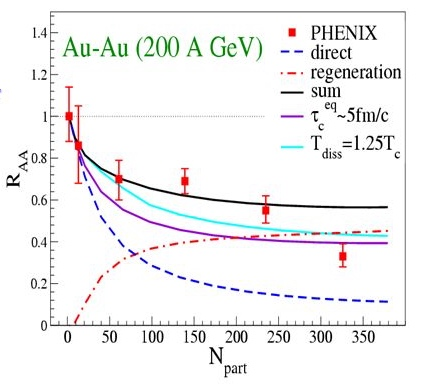 Au-Au (200 A GeV)
PHENIX
direct
regeneration
sum
τ_c^eq~5fm/c
T_diss=1.25T_c
R_AA
1.4
1.2
1
0.8
0.6
0.4
0.2
0
0 50 100 150 200 250 300 350
N_part